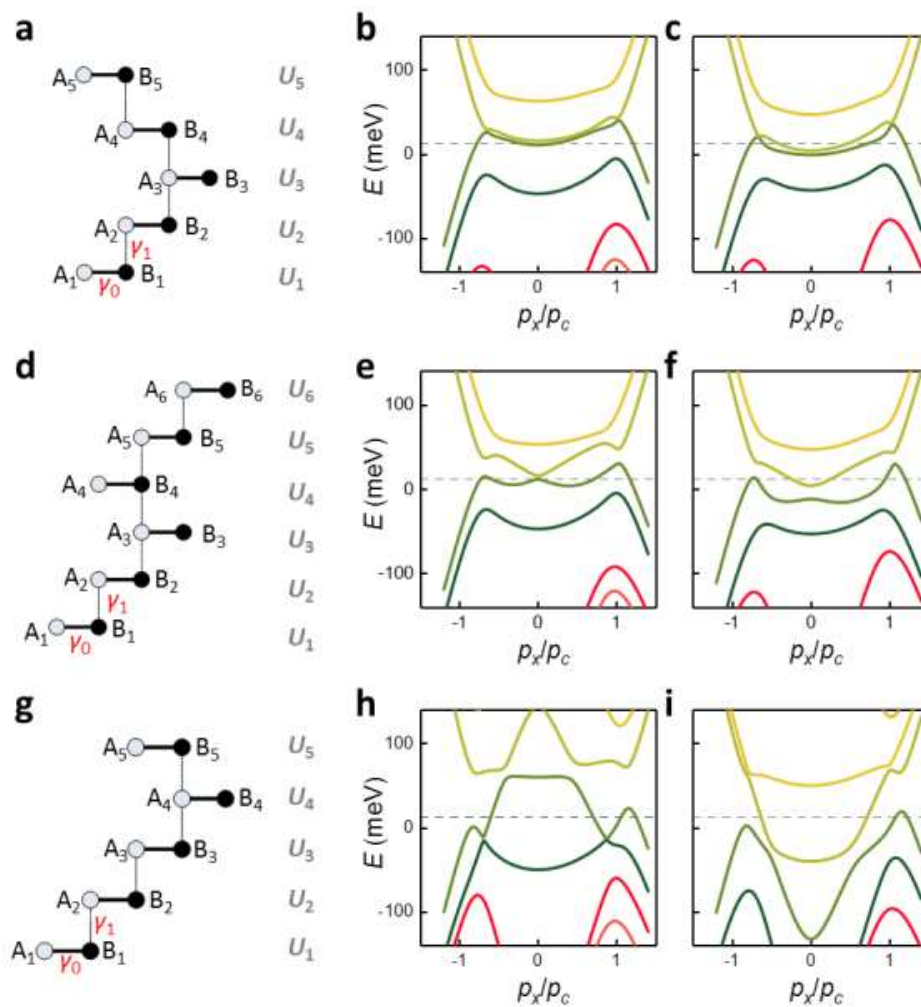 a
A5 B5 U5
A4 B4 U4
A3 B3 U3
A2 B2 U2
γ1
A1 B1 U1
γ0
b
E (meV)
100
0
-100
-1 0 1
px/pc
c
-1 0 1
px/pc
d
A6 B6 U6
A5 B5 U5
A4 B4 U4
A3 B3 U3
A2 B2 U2
γ1
A1 B1 U1
γ0
e
E (meV)
100
0
-100
-1 0 1
px/pc
f
-1 0 1
px/pc
g
A5 B5 U5
A4 B4 U4
A3 B3 U3
A2 B2 U2
γ1
A1 B1 U1
γ0
h
E (meV)
100
0
-100
-1 0 1
px/pc
i
-1 0 1
px/pc